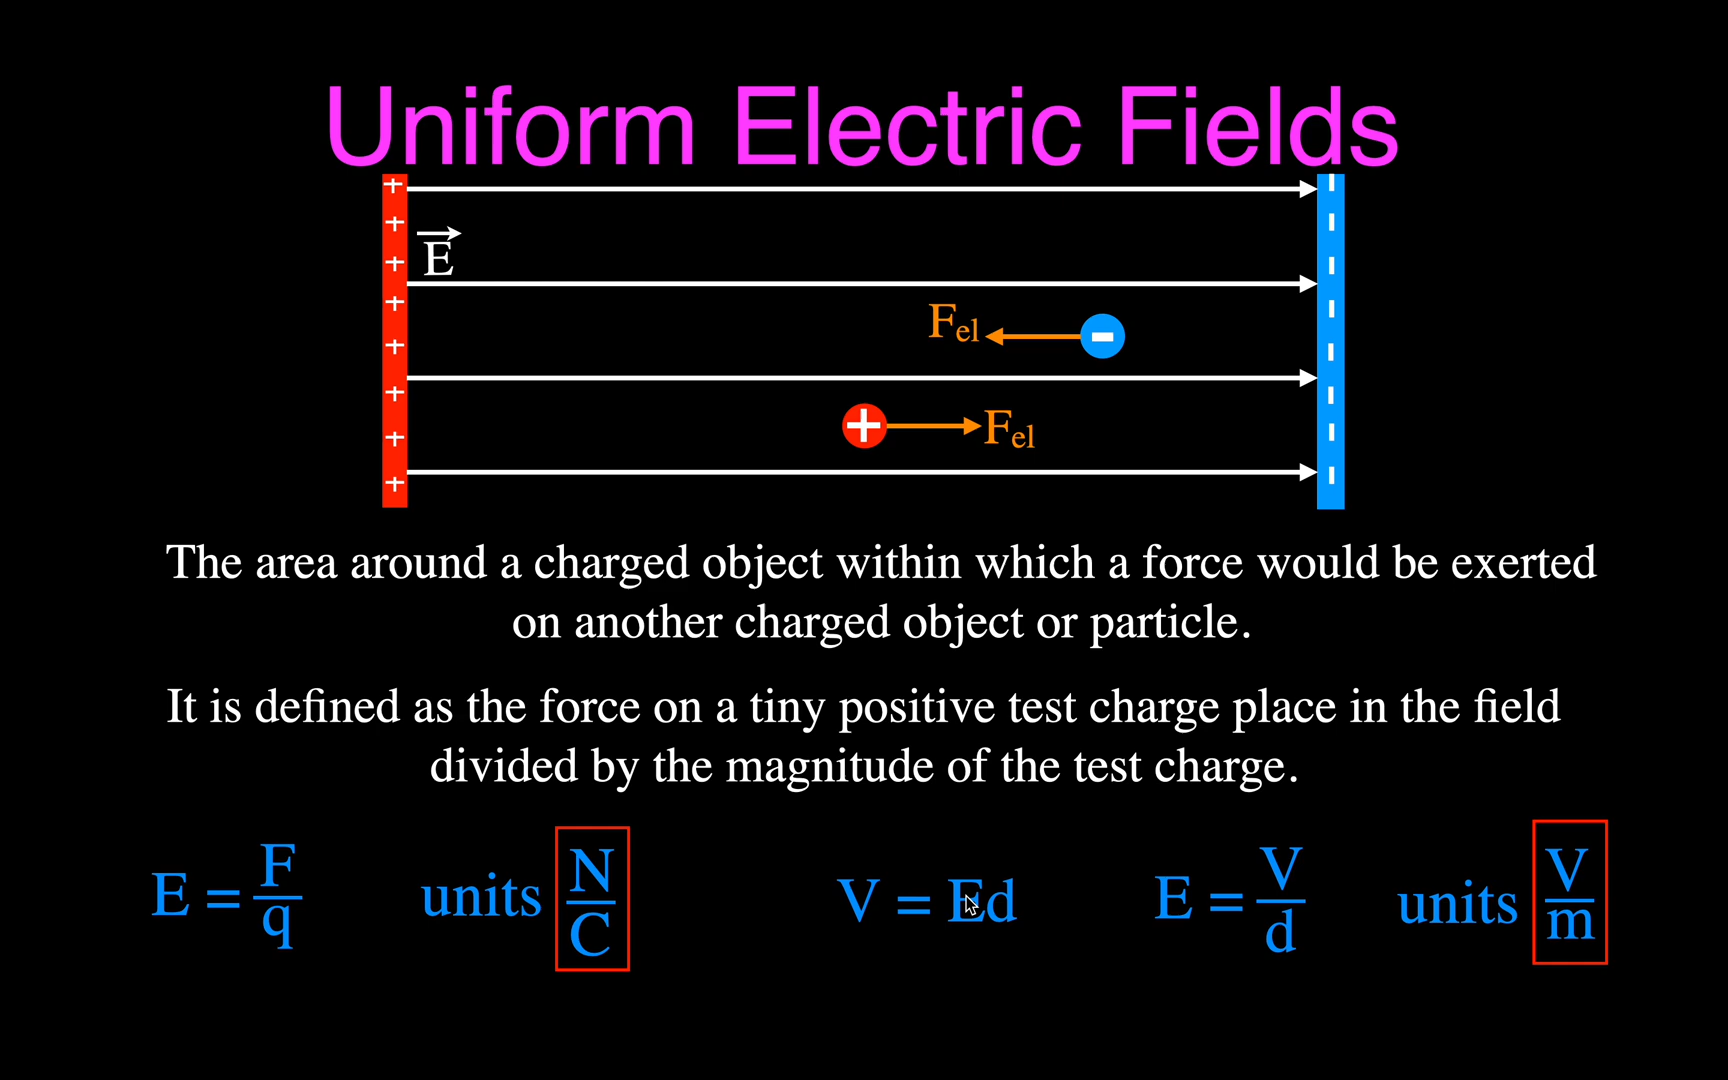 Uniform Electric Fields
+ + + + + + + +
E
F_el
-
+
F_el
- - - - - - - -
The area around a charged object within which a force would be exerted
on another charged object or particle.
It is defined as the force on a tiny positive test charge place in the field
divided by the magnitude of the test charge.
E = F/q units N/C V = Ed E = V/d units V/m